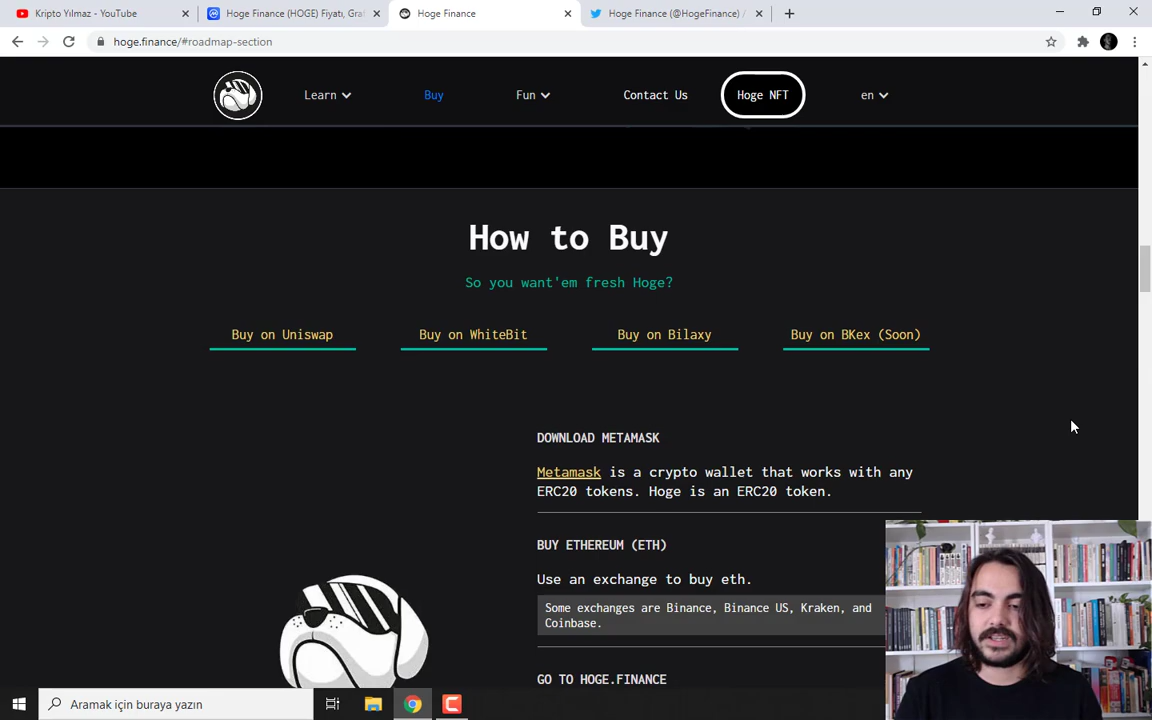 Kripto Yılmaz - YouTube
Hoge Finance (HOGE) Fiyatı, Gra
Hoge Finance
Hoge Finance (@HogeFinance) /
hoge.finance/#roadmap-section
Learn
Buy
Fun
Contact Us
Hoge NFT
en
How to Buy
So you want'em fresh Hoge?
Buy on Uniswap
Buy on WhiteBit
Buy on Bilaxy
Buy on BKex (Soon)
DOWNLOAD METAMASK
Metamask is a crypto wallet that works with any
ERC20 tokens. Hoge is an ERC20 token.
BUY ETHEREUM (ETH)
Use an exchange to buy eth.
Some exchanges are Binance, Binance US, Kraken, and
Coinbase.
GO TO HOGE.FINANCE
Aramak için buraya yazın